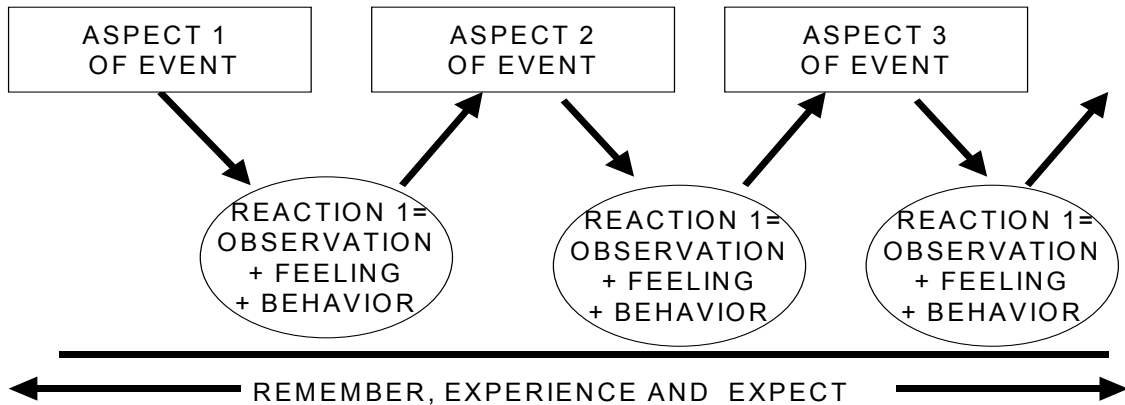 ASPECT 1
OF EVENT
ASPECT 2
OF EVENT
ASPECT 3
OF EVENT
REACTION 1=
OBSERVATION
+ FEELING
+ BEHAVIOR
REACTION 1=
OBSERVATION
+ FEELING
+ BEHAVIOR
REACTION 1=
OBSERVATION
+ FEELING
+ BEHAVIOR
REMEMBER, EXPERIENCE AND EXPECT